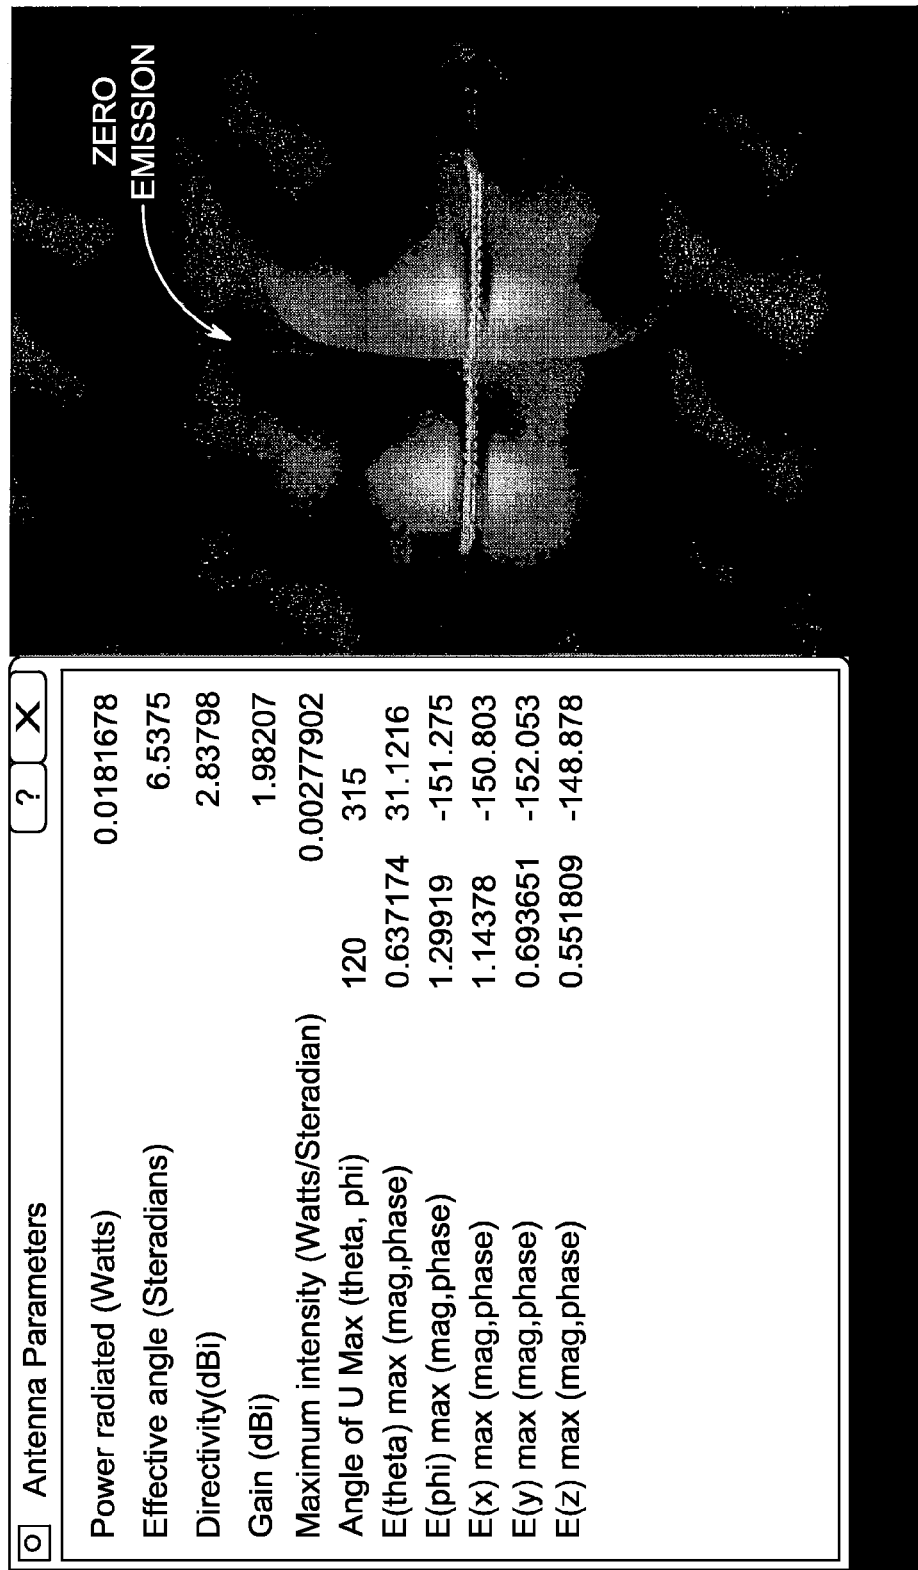 Antenna Parameters ? X
Power radiated (Watts) 0.0181678
Effective angle (Steradians) 6.5375
Directivity(dBi) 2.83798
Gain (dBi) 1.98207
Maximum intensity (Watts/Steradian) 0.00277902
Angle of U Max (theta, phi) 120 315
E(theta) max (mag,phase) 0.637174 31.1216
E(phi) max (mag,phase) 1.29919 -151.275
E(x) max (mag,phase) 1.14378 -150.803
E(y) max (mag,phase) 0.693651 -152.053
E(z) max (mag,phase) 0.551809 -148.878
ZERO
EMISSION